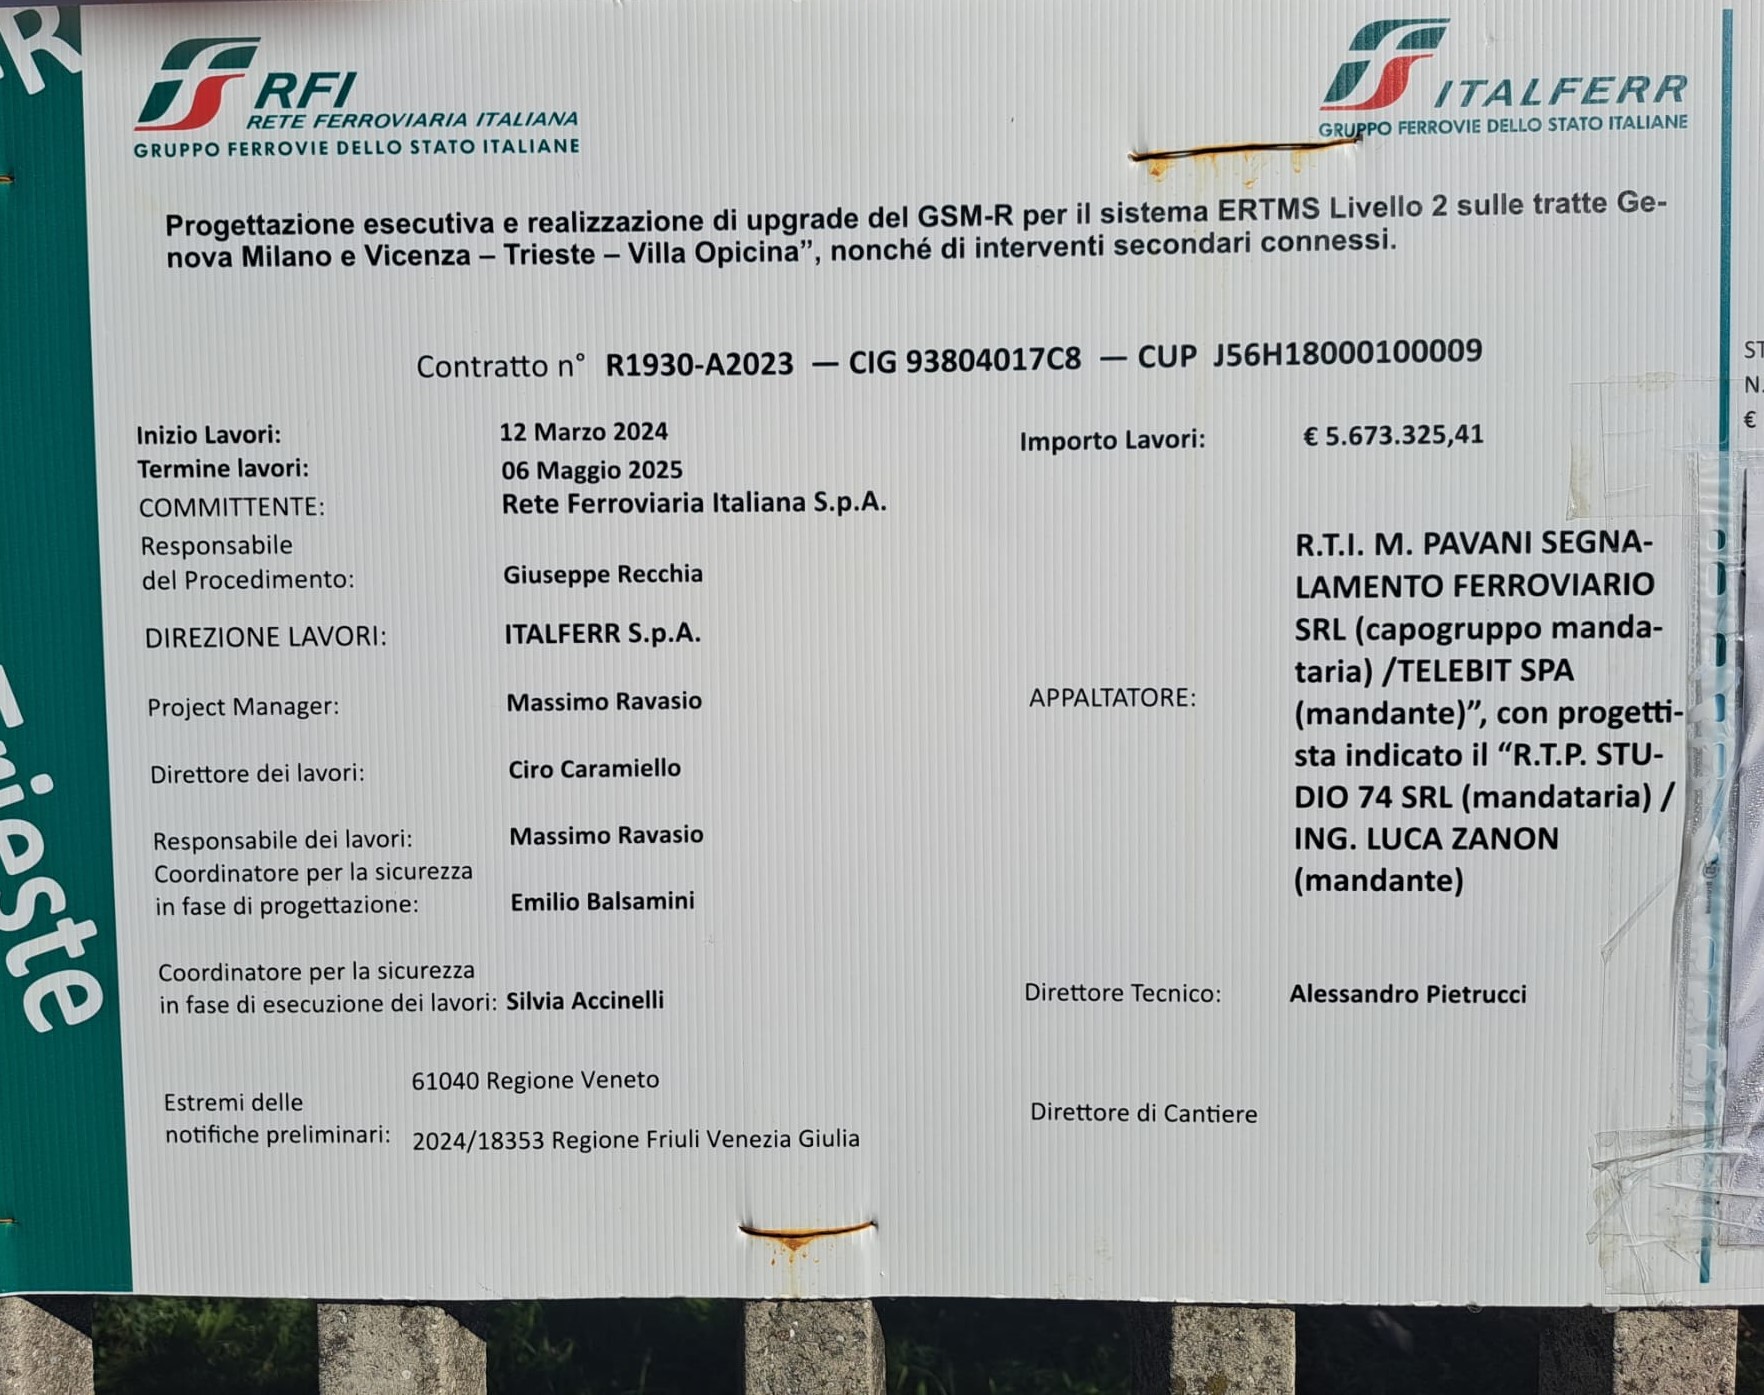 R
Trieste
RFI
RETE FERROVIARIA ITALIANA
GRUPPO FERROVIE DELLO STATO ITALIANE
ITALFERR
GRUPPO FERROVIE DELLO STATO ITALIANE
Progettazione esecutiva e realizzazione di upgrade del GSM-R per il sistema ERTMS Livello 2 sulle tratte Ge-
nova Milano e Vicenza – Trieste – Villa Opicina”, nonché di interventi secondari connessi.
Contratto n° R1930-A2023 — CIG 93804017C8 — CUP J56H18000100009
Inizio Lavori: 12 Marzo 2024
Termine lavori: 06 Maggio 2025
COMMITTENTE: Rete Ferroviaria Italiana S.p.A.
Responsabile
del Procedimento: Giuseppe Recchia
DIREZIONE LAVORI: ITALFERR S.p.A.
Project Manager: Massimo Ravasio
Direttore dei lavori: Ciro Caramiello
Responsabile dei lavori: Massimo Ravasio
Coordinatore per la sicurezza
in fase di progettazione: Emilio Balsamini
Coordinatore per la sicurezza
in fase di esecuzione dei lavori: Silvia Accinelli
Estremi delle
notifiche preliminari:
61040 Regione Veneto
2024/18353 Regione Friuli Venezia Giulia
Importo Lavori: € 5.673.325,41
APPALTATORE:
R.T.I. M. PAVANI SEGNA-
LAMENTO FERROVIARIO
SRL (capogruppo manda-
taria) /TELEBIT SPA
(mandante)”, con progetti-
sta indicato il “R.T.P. STU-
DIO 74 SRL (mandataria) /
ING. LUCA ZANON
(mandante)
Direttore Tecnico: Alessandro Pietrucci
Direttore di Cantiere
ST
N.
€